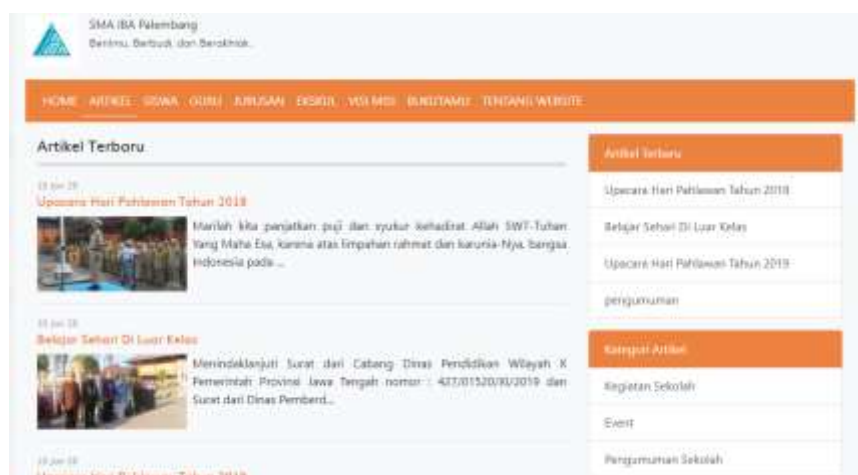 SMA IBA Palembang
Berilmu, Berbudi, dan Berakhlak.
HOME ARTIKEL SISWA GURU JURUSAN EKSKUL VISI MISI BUKUTAMU TENTANG WEBSITE
Artikel Terbaru
Upacara Hari Pahlawan Tahun 2018
Marilah kita panjatkan puji dan syukur kehadirat Allah SWT-Tuhan
Yang Maha Esa, karena atas limpahan rahmat dan karunia-Nya, bangsa
Indonesia pada ...
Belajar Sehari Di Luar Kelas
Menindaklanjuti Surat dari Cabang Dinas Pendidikan Wilayah X
Pemerintah Provinsi Jawa Tengah nomor : 427/01520/XI/2019 dan
Surat dari Dinas Pemberd...
Artikel Terbaru
Upacara Hari Pahlawan Tahun 2018
Belajar Sehari Di Luar Kelas
Upacara Hari Pahlawan Tahun 2019
pengumuman
Kategori Artikel
Kegiatan Sekolah
Event
Pengumuman Sekolah